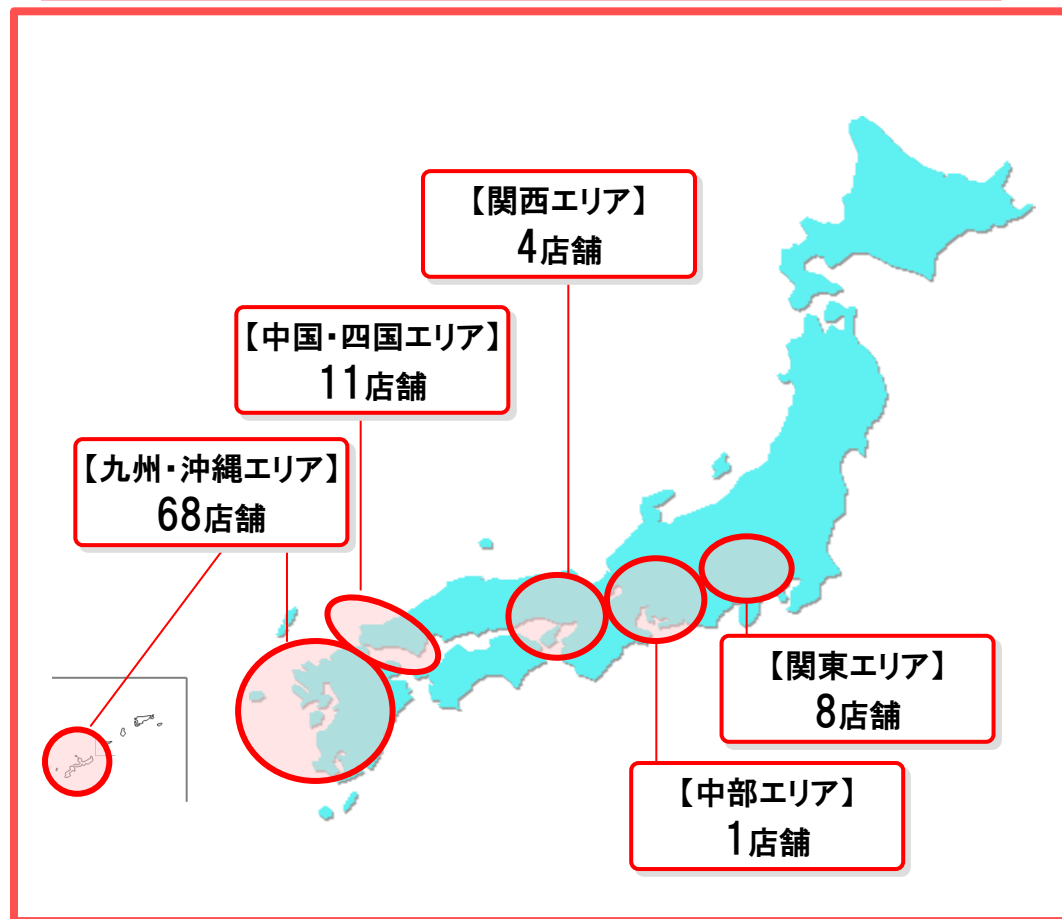 【関西エリア】
4店舗
【中国・四国エリア】
11店舗
【九州・沖縄エリア】
68店舗
【関東エリア】
8店舗
【中部エリア】
1店舗